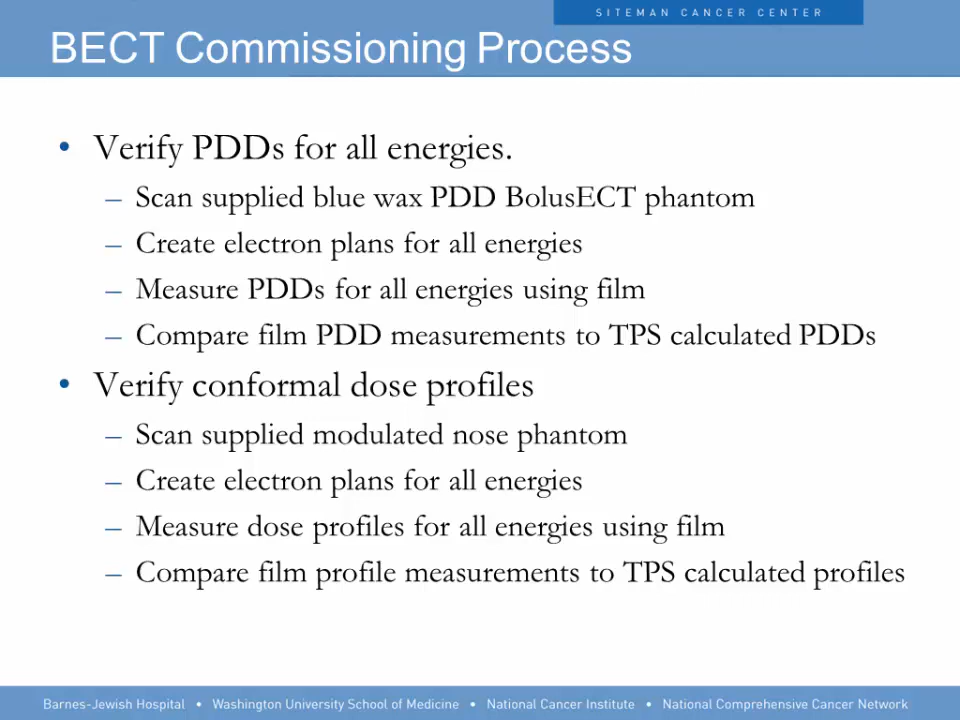 SITEMAN CANCER CENTER
BECT Commissioning Process
• Verify PDDs for all energies.
– Scan supplied blue wax PDD BolusECT phantom
– Create electron plans for all energies
– Measure PDDs for all energies using film
– Compare film PDD measurements to TPS calculated PDDs
• Verify conformal dose profiles
– Scan supplied modulated nose phantom
– Create electron plans for all energies
– Measure dose profiles for all energies using film
– Compare film profile measurements to TPS calculated profiles
Barnes-Jewish Hospital • Washington University School of Medicine • National Cancer Institute • National Comprehensive Cancer Network